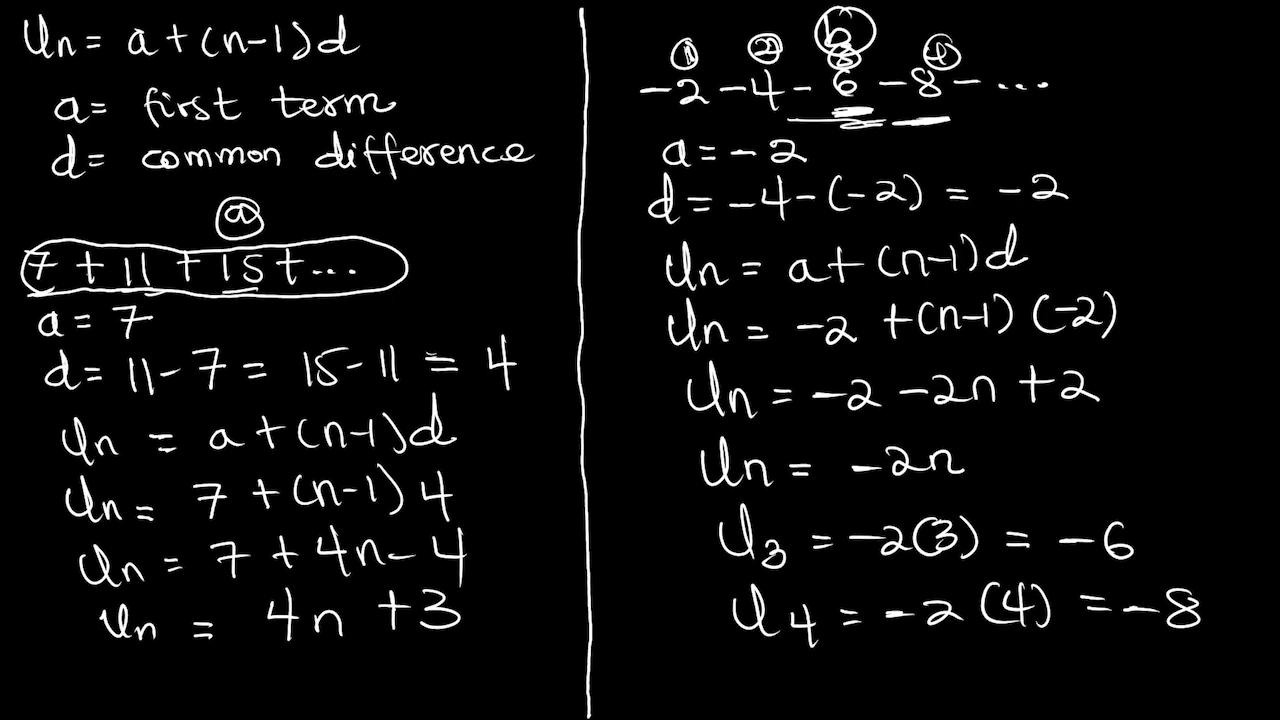 Un = a + (n-1)d
a = first term
d = common difference
(a)
7 + 11 + 15 + ...
a = 7
d = 11 - 7 = 15 - 11 = 4
Un = a + (n-1)d
Un = 7 + (n-1) 4
Un = 7 + 4n - 4
Un = 4n + 3
(b)
(1) (2) (3) (4)
-2 -4 - 6 - 8 - ...
a = -2
d = -4 - (-2) = -2
Un = a + (n-1)d
Un = -2 + (n-1) (-2)
Un = -2 - 2n + 2
Un = -2n
U3 = -2(3) = -6
U4 = -2 (4) = -8